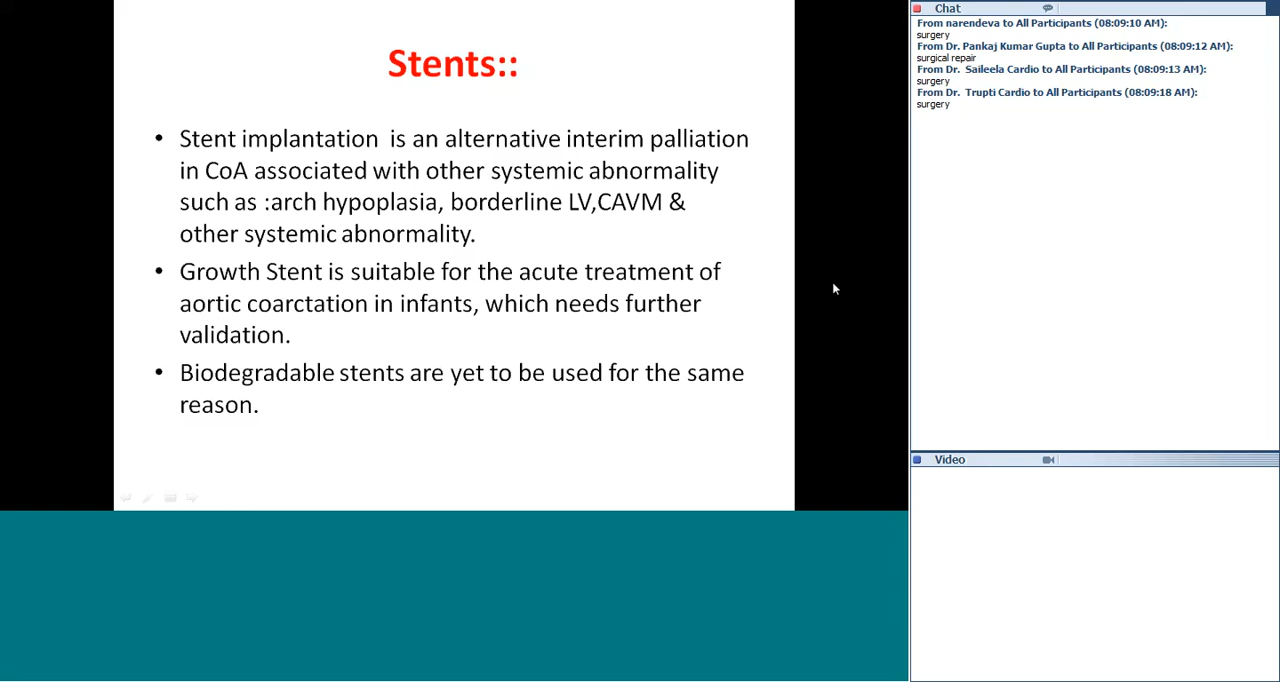 Stents::
• Stent implantation is an alternative interim palliation
in CoA associated with other systemic abnormality
such as :arch hypoplasia, borderline LV,CAVM &
other systemic abnormality.
• Growth Stent is suitable for the acute treatment of
aortic coarctation in infants, which needs further
validation.
• Biodegradable stents are yet to be used for the same
reason.
Chat
From narendeva to All Participants (08:09:10 AM):
surgery
From Dr. Pankaj Kumar Gupta to All Participants (08:09:12 AM):
surgical repair
From Dr. Saileela Cardio to All Participants (08:09:13 AM):
surgery
From Dr. Trupti Cardio to All Participants (08:09:18 AM):
surgery
Video